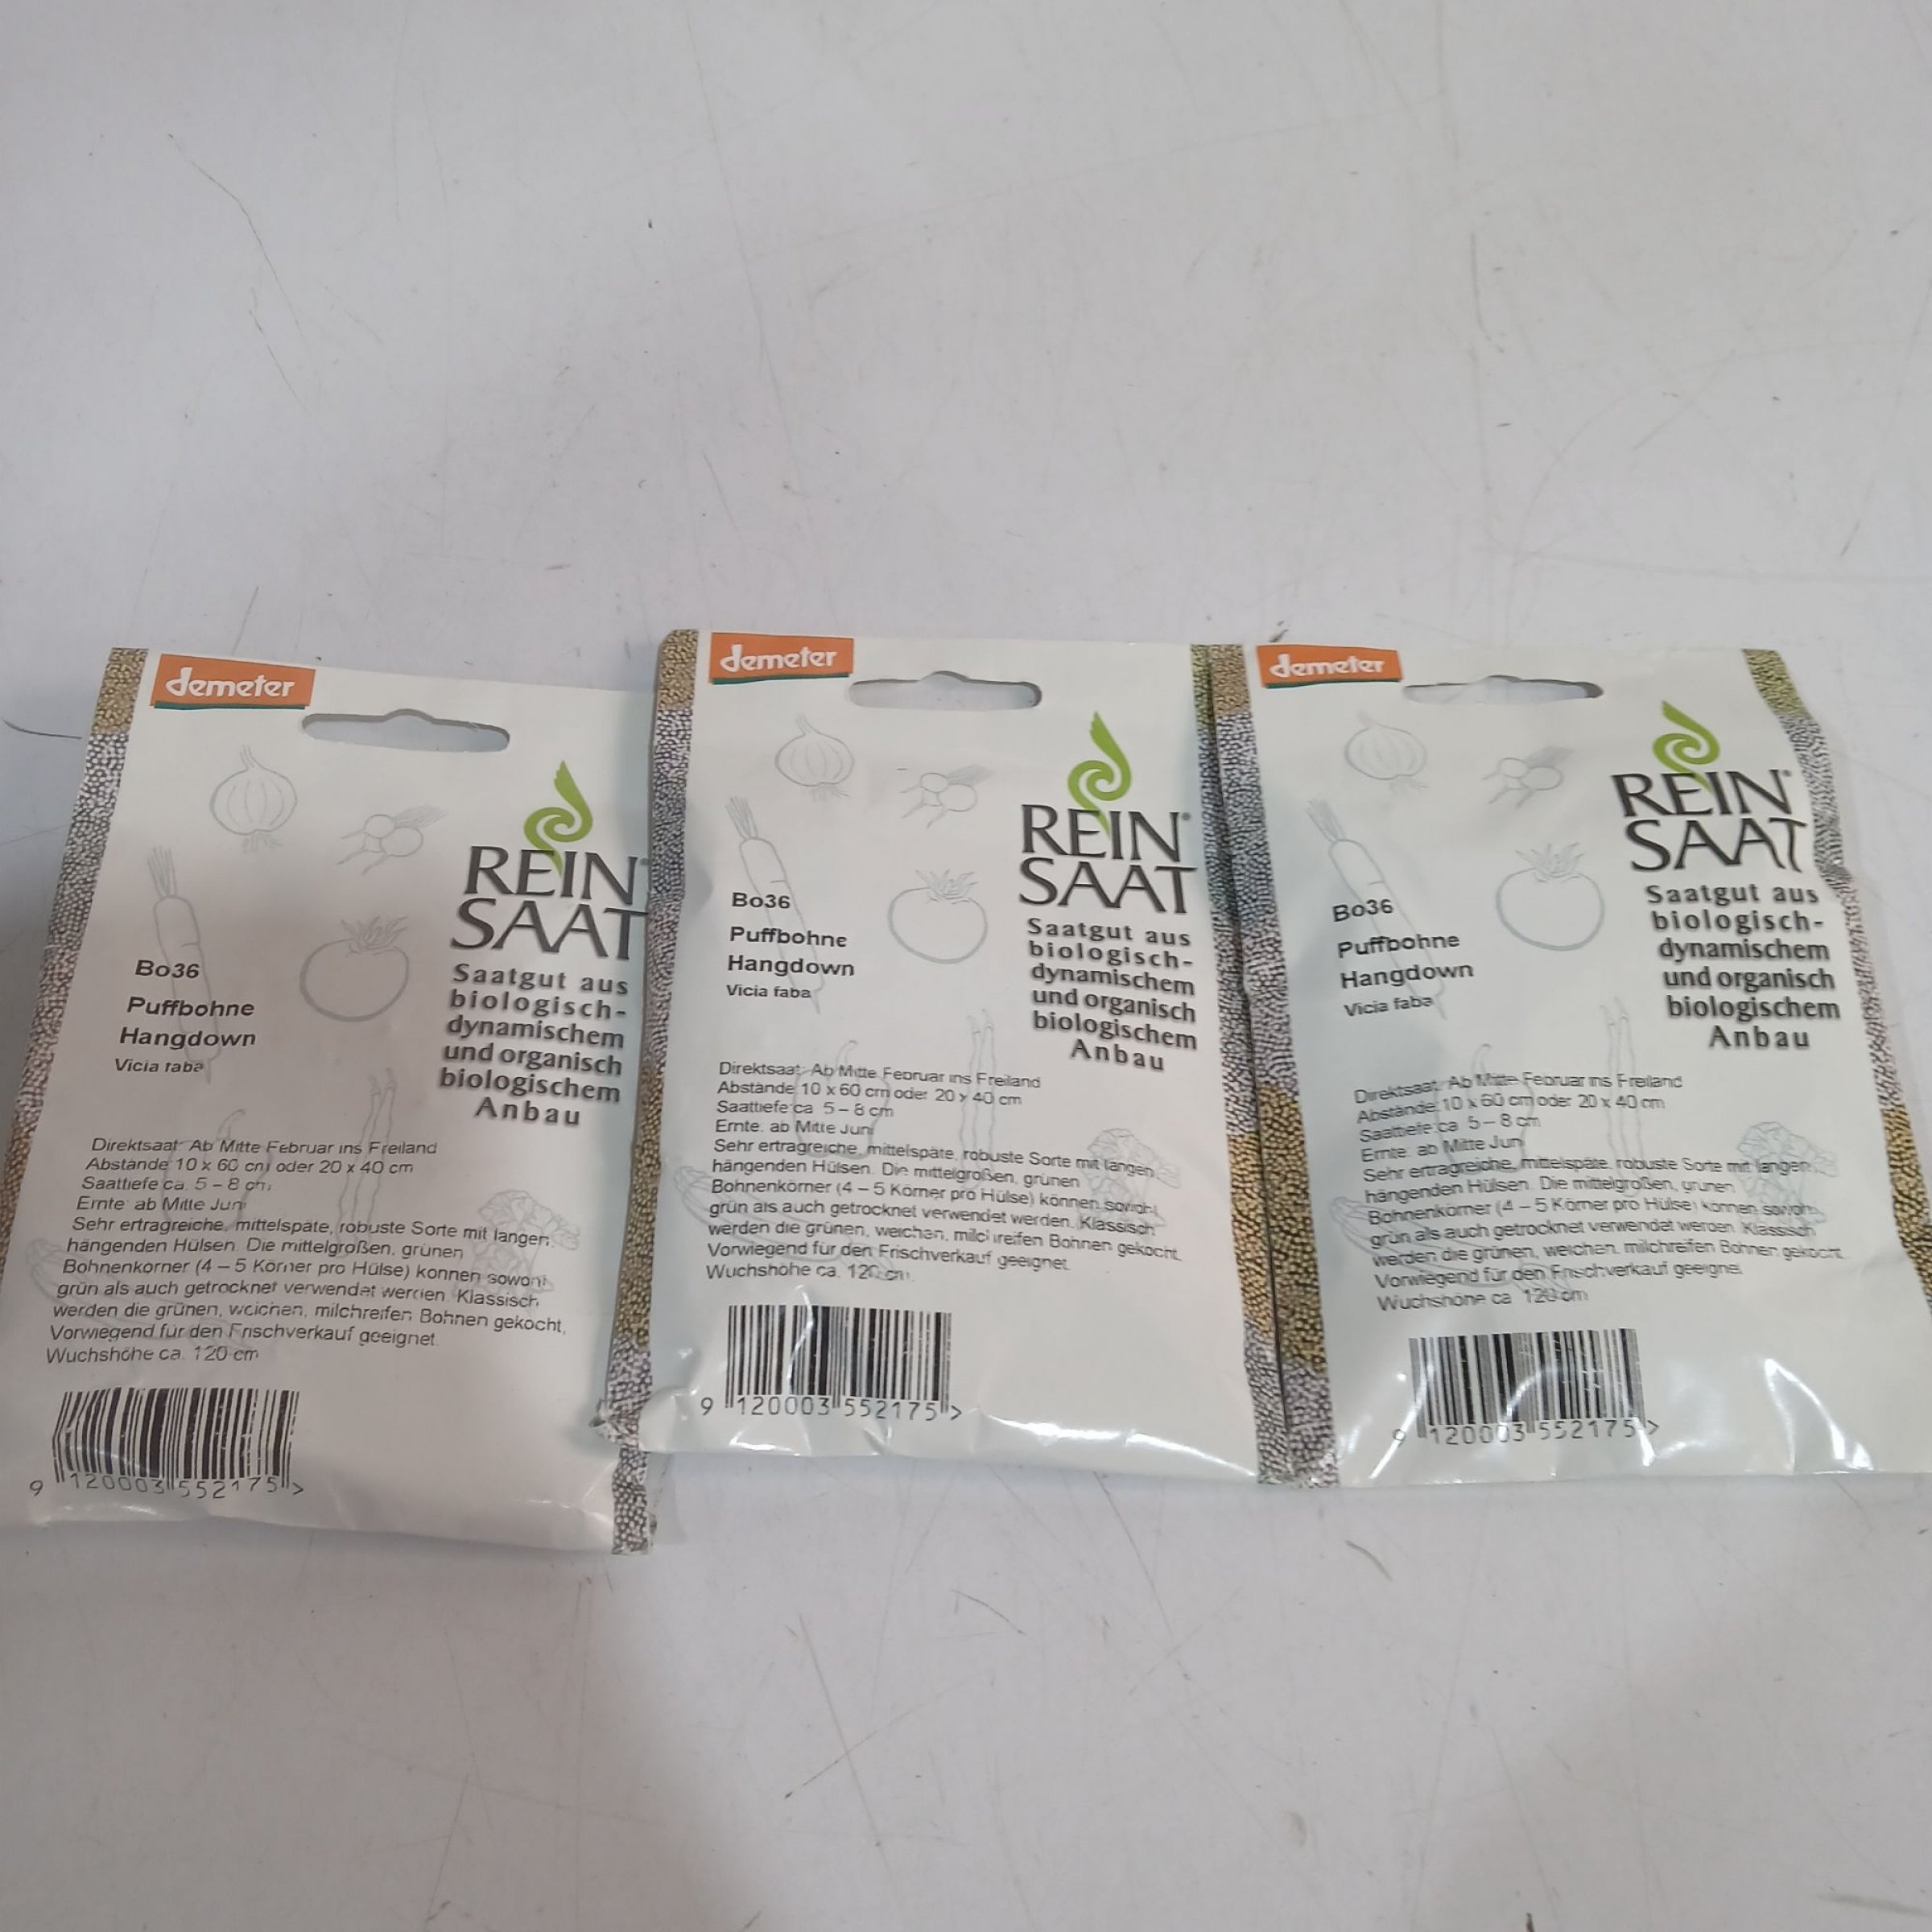 demeter
REIN
SAAT
Saatgut aus
biologisch-
dynamischem
und organisch
biologischem
Anbau
Bo36
Puffbohne
Hangdown
Vicia faba
Direktsaat: Ab Mitte Februar ins Freiland
Abstände 10 x 60 cm oder 20 x 40 cm
Saattiefe ca. 5 – 8 cm
Ernte: ab Mitte Juni
Sehr ertragreiche, mittelspäte, robuste Sorte mit langen,
hängenden Hülsen. Die mittelgroßen, grünen
Bohnenkörner (4 – 5 Körner pro Hülse) können sowohl
grün als auch getrocknet verwendet werden. Klassisch
werden die grünen, weichen, milchreifen Bohnen gekocht.
Vorwiegend für den Frischverkauf geeignet.
Wuchshöhe ca. 120 cm
9 120003 552175 >
demeter
REIN®
SAAT
Saatgut aus
biologisch-
dynamischem
und organisch
biologischem
Anbau
Bo36
Puffbohne
Hangdown
Vicia faba
Direktsaat: Ab Mitte Februar ins Freiland
Abstände 10 x 60 cm oder 20 x 40 cm
Saattiefe ca. 5 – 8 cm
Ernte: ab Mitte Juni
Sehr ertragreiche, mittelspäte, robuste Sorte mit langen,
hängenden Hülsen. Die mittelgroßen, grünen
Bohnenkörner (4 – 5 Körner pro Hülse) können sowohl
grün als auch getrocknet verwendet werden. Klassisch
werden die grünen, weichen, milchreifen Bohnen gekocht.
Vorwiegend für den Frischverkauf geeignet.
Wuchshöhe ca. 120 cm
9 120003 552175 >
demeter
REIN®
SAAT
Saatgut aus
biologisch-
dynamischem
und organisch
biologischem
Anbau
Bo36
Puffbohne
Hangdown
Vicia faba
Direktsaat: Ab Mitte Februar ins Freiland
Abstände: 10 x 60 cm oder 20 x 40 cm
Saattiefe ca. 5 – 8 cm
Ernte: ab Mitte Juni
Sehr ertragreiche, mittelspäte, robuste Sorte mit langen,
hängenden Hülsen. Die mittelgroßen, grünen
Bohnenkörner (4 – 5 Körner pro Hülse) können sowohl
grün als auch getrocknet verwendet werden. Klassisch
werden die grünen, weichen, milchreifen Bohnen gekocht.
Vorwiegend für den Frischverkauf geeignet.
Wuchshöhe ca. 120 cm
9 120003 552175 >